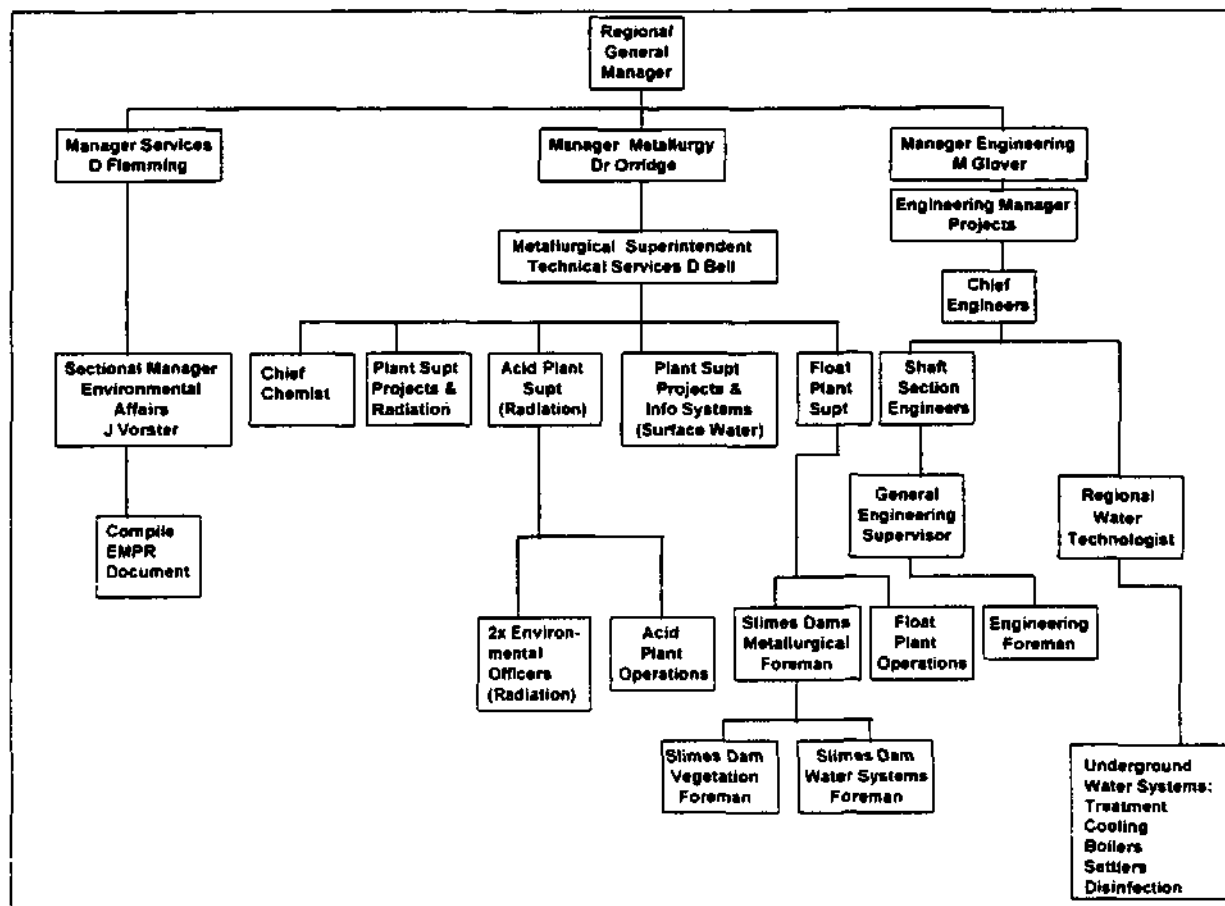 Regional
General
Manager
Manager Services
D Flemming
Manager Metallurgy
Dr Orridge
Manager Engineering
M Glover
Engineering Manager
Projects
Metallurgical Superintendent
Technical Services D Bell
Chief
Engineers
Sectional Manager
Environmental
Affairs
J Vorster
Chief
Chemist
Plant Supt
Projects &
Radiation
Acid Plant
Supt
(Radiation)
Plant Supt
Projects &
Info Systems
(Surface Water)
Float
Plant
Supt
Shaft
Section
Engineers
Compile
EMPR
Document
General
Engineering
Supervisor
Regional
Water
Technologist
2x Environ-
mental
Officers
(Radiation)
Acid
Plant
Operations
Slimes Dams
Metallurgical
Foreman
Float
Plant
Operations
Engineering
Foreman
Slimes Dam
Vegetation
Foreman
Slimes Dam
Water Systems
Foreman
Underground
Water Systems:
Treatment
Cooling
Boilers
Settlers
Disinfection